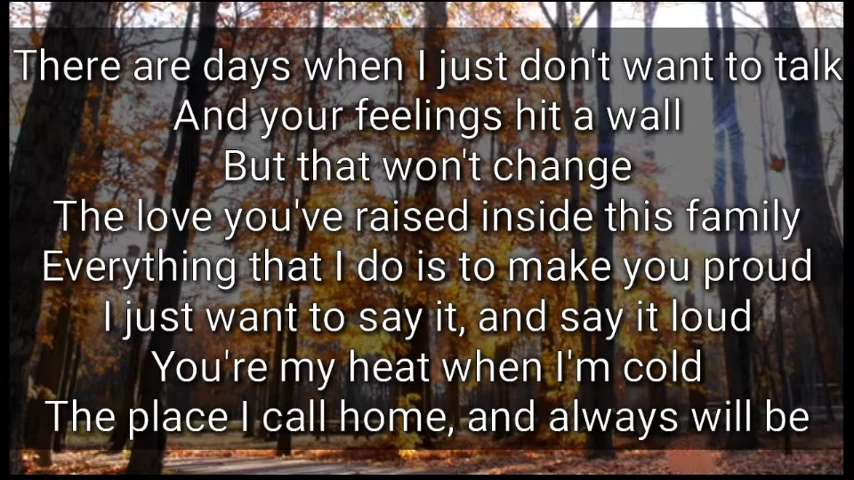 There are days when I just don't want to talk
And your feelings hit a wall
But that won't change
The love you've raised inside this family
Everything that I do is to make you proud
I just want to say it, and say it loud
You're my heat when I'm cold
The place I call home, and always will be